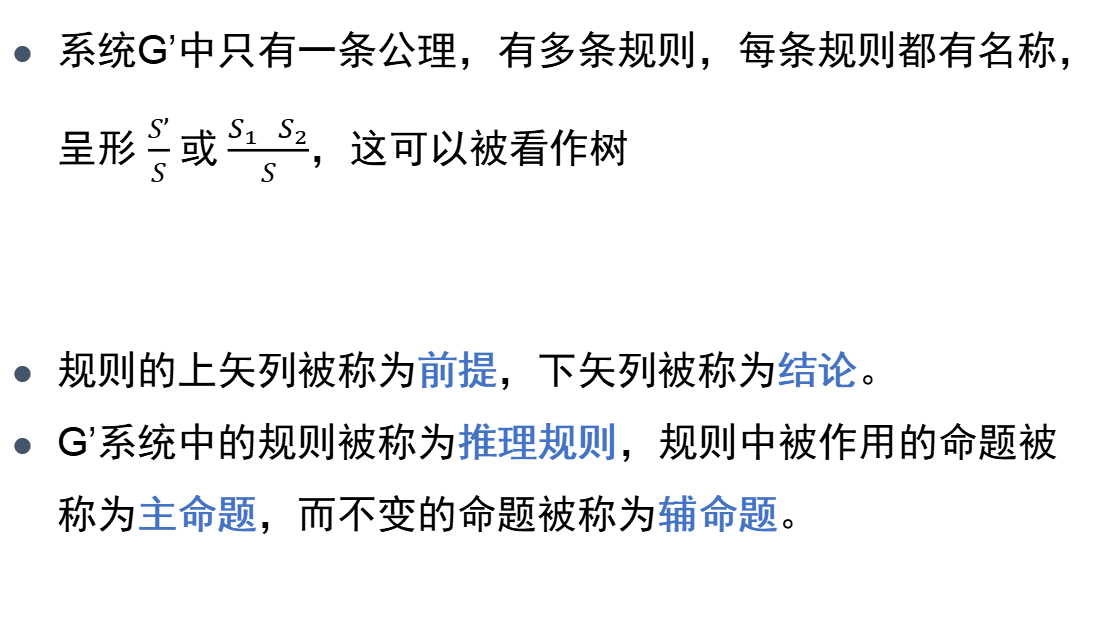 • 系统G’中只有一条公理，有多条规则，每条规则都有名称，
呈形 S’/S 或 S₁ S₂/S，这可以被看作树
• 规则的上矢列被称为前提，下矢列被称为结论。
• G’系统中的规则被称为推理规则，规则中被作用的命题被
称为主命题，而不变的命题被称为辅命题。